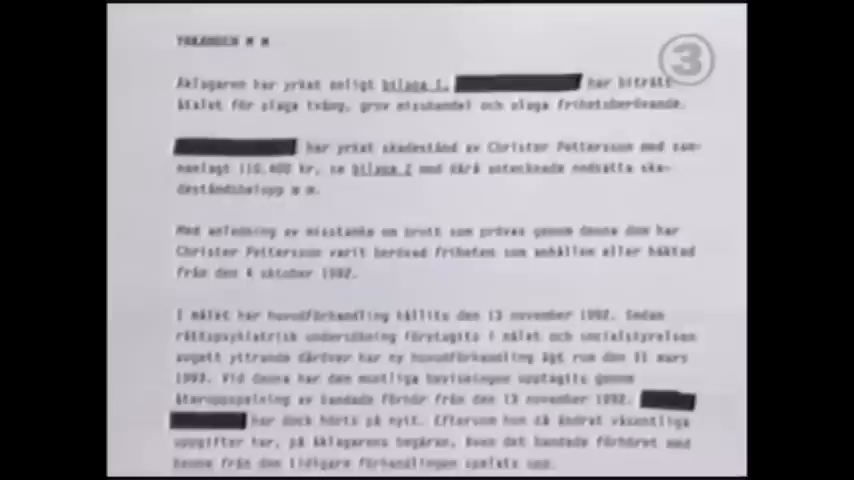 YRKANDEN M M
3
Åklagaren har yrkat enligt bilaga 1. har biträtt
åtalet för olaga tvång, grov misshandel och olaga frihetsberövande.
har yrkat skadestånd av Christer Pettersson med sam-
manlagt 110.400 kr, se bilaga 2 med därå antecknade nedsätta ska-
deståndsbelopp m m.
Med anledning av misstanke om brott som prövas genom denna dom har
Christer Pettersson varit berövad friheten som anhållen eller häktad
från den 4 oktober 1992.
I målet har huvudförhandling hållits den 13 november 1992. Sedan
rättspsykiatrisk undersökning företagits i målet och socialstyrelsen
avgett yttrande däröver har ny huvudförhandling ägt rum den 31 mars
1993. Vid denna har den muntliga bevisningen upptagits genom
återuppspelning av bandade förhör från den 13 november 1992.
har dock hörts på nytt. Eftersom hon då ändrat väsentliga
uppgifter har, på åklagarens begäran, även det bandade förhöret med
henne från den tidigare förhandlingen spelats upp.